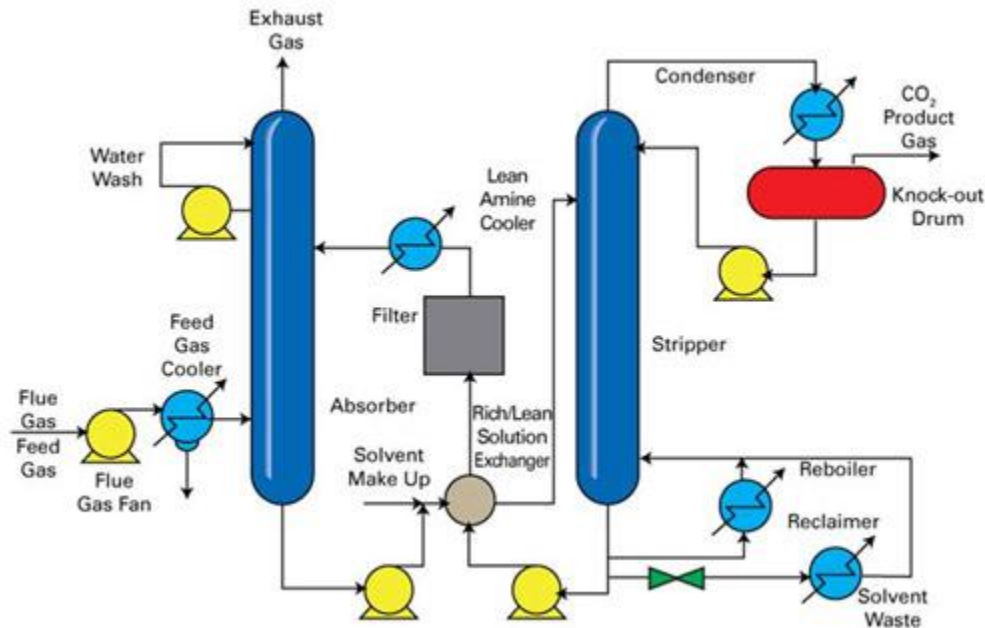 Exhaust
Gas
Condenser
CO₂
Product
Gas
Water
Wash
Lean
Amine
Cooler
Knock-out
Drum
Filter
Feed
Gas
Cooler
Stripper
Absorber
Flue
Gas
Feed
Gas
Rich/Lean
Solution
Exchanger
Solvent
Make Up
Flue
Gas Fan
Reboiler
Reclaimer
Solvent
Waste